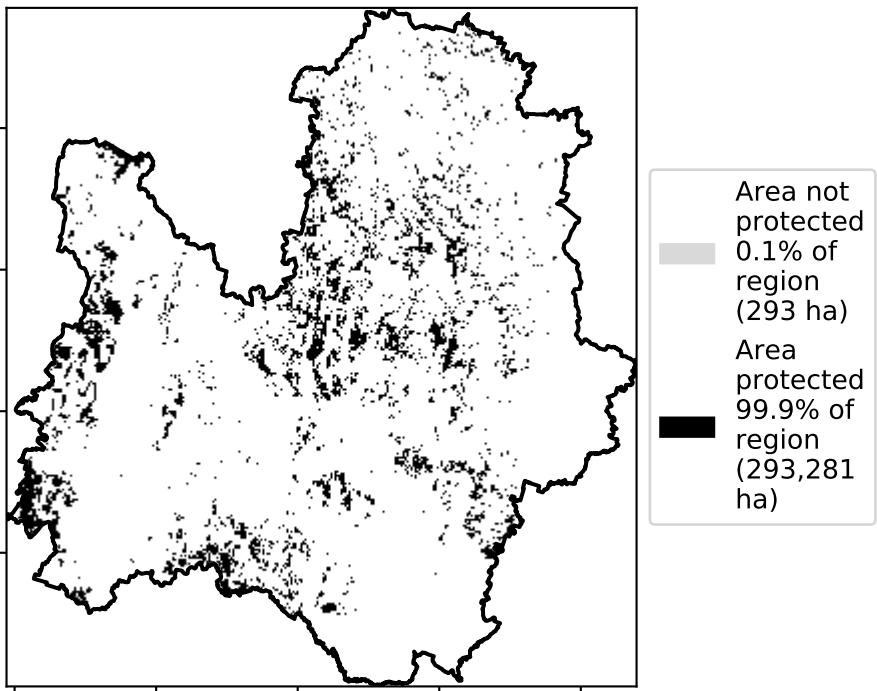 Area not
protected
0.1% of
region
(293 ha)
Area
protected
99.9% of
region
(293,281
ha)